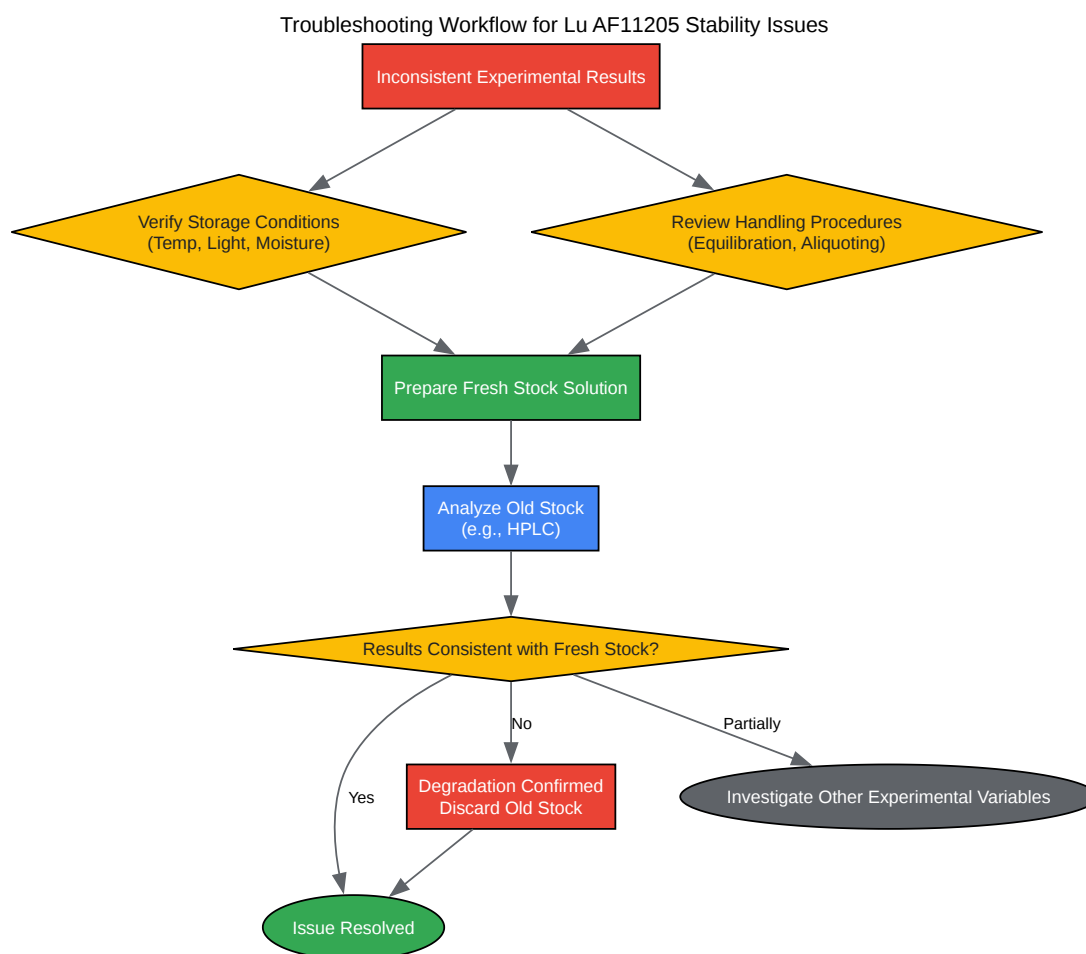 Troubleshooting Workflow for Lu AF11205 Stability Issues
Inconsistent Experimental Results
Verify Storage Conditions
(Temp, Light, Moisture)
Review Handling Procedures
(Equilibration, Aliquoting)
Prepare Fresh Stock Solution
Analyze Old Stock
(e.g., HPLC)
Results Consistent with Fresh Stock?
No
Partially
Yes
Degradation Confirmed
Discard Old Stock
Investigate Other Experimental Variables
Issue Resolved